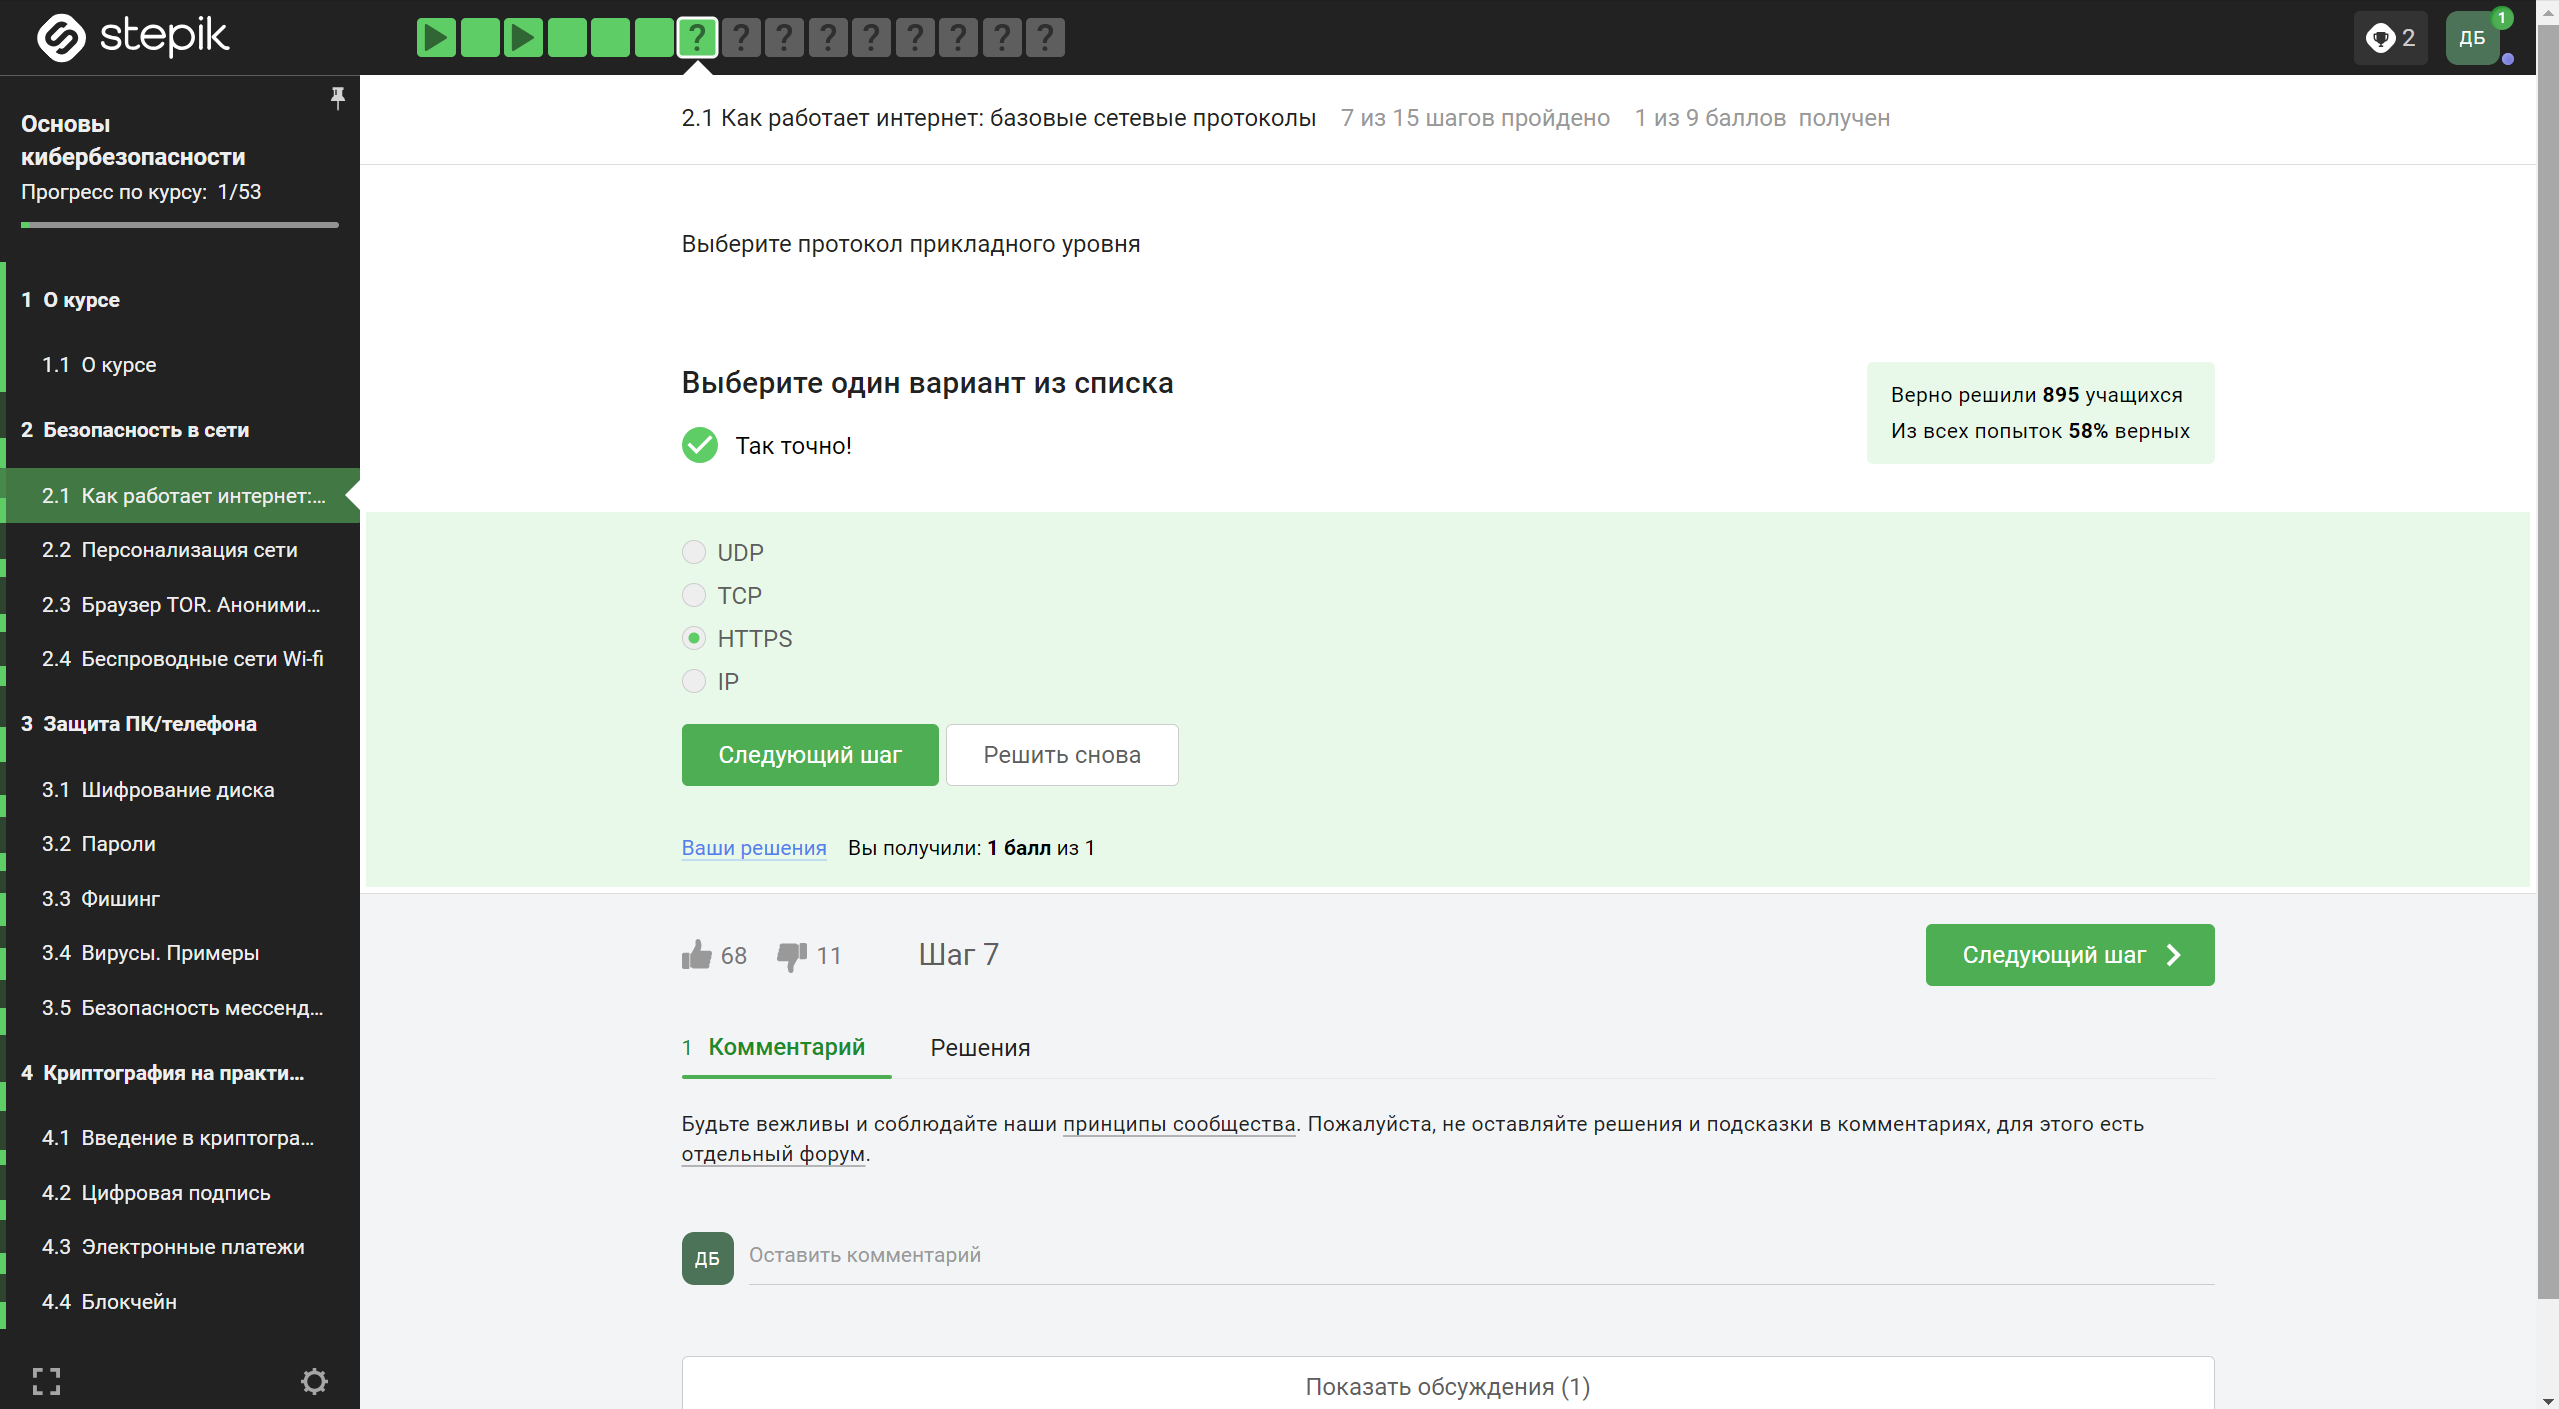 stepik
? ? ? ? ? ? ? ? ?
2
ДБ
1
Основы
кибербезопасности
Прогресс по курсу: 1/53
1 О курсе
1.1 О курсе
2 Безопасность в сети
2.1 Как работает интернет:...
2.2 Персонализация сети
2.3 Браузер TOR. Аноними...
2.4 Беспроводные сети Wi-fi
3 Защита ПК/телефона
3.1 Шифрование диска
3.2 Пароли
3.3 Фишинг
3.4 Вирусы. Примеры
3.5 Безопасность мессенд...
4 Криптография на практи...
4.1 Введение в криптогра...
4.2 Цифровая подпись
4.3 Электронные платежи
4.4 Блокчейн
2.1 Как работает интернет: базовые сетевые протоколы 7 из 15 шагов пройдено 1 из 9 баллов получен
Выберите протокол прикладного уровня
Выберите один вариант из списка
Так точно!
Верно решили 895 учащихся
Из всех попыток 58% верных
UDP
TCP
HTTPS
IP
Следующий шаг
Решить снова
Ваши решения Вы получили: 1 балл из 1
68 11 Шаг 7
Следующий шаг
1 Комментарий Решения
Будьте вежливы и соблюдайте наши принципы сообщества. Пожалуйста, не оставляйте решения и подсказки в комментариях, для этого есть
отдельный форум.
ДБ
Оставить комментарий
Показать обсуждения (1)